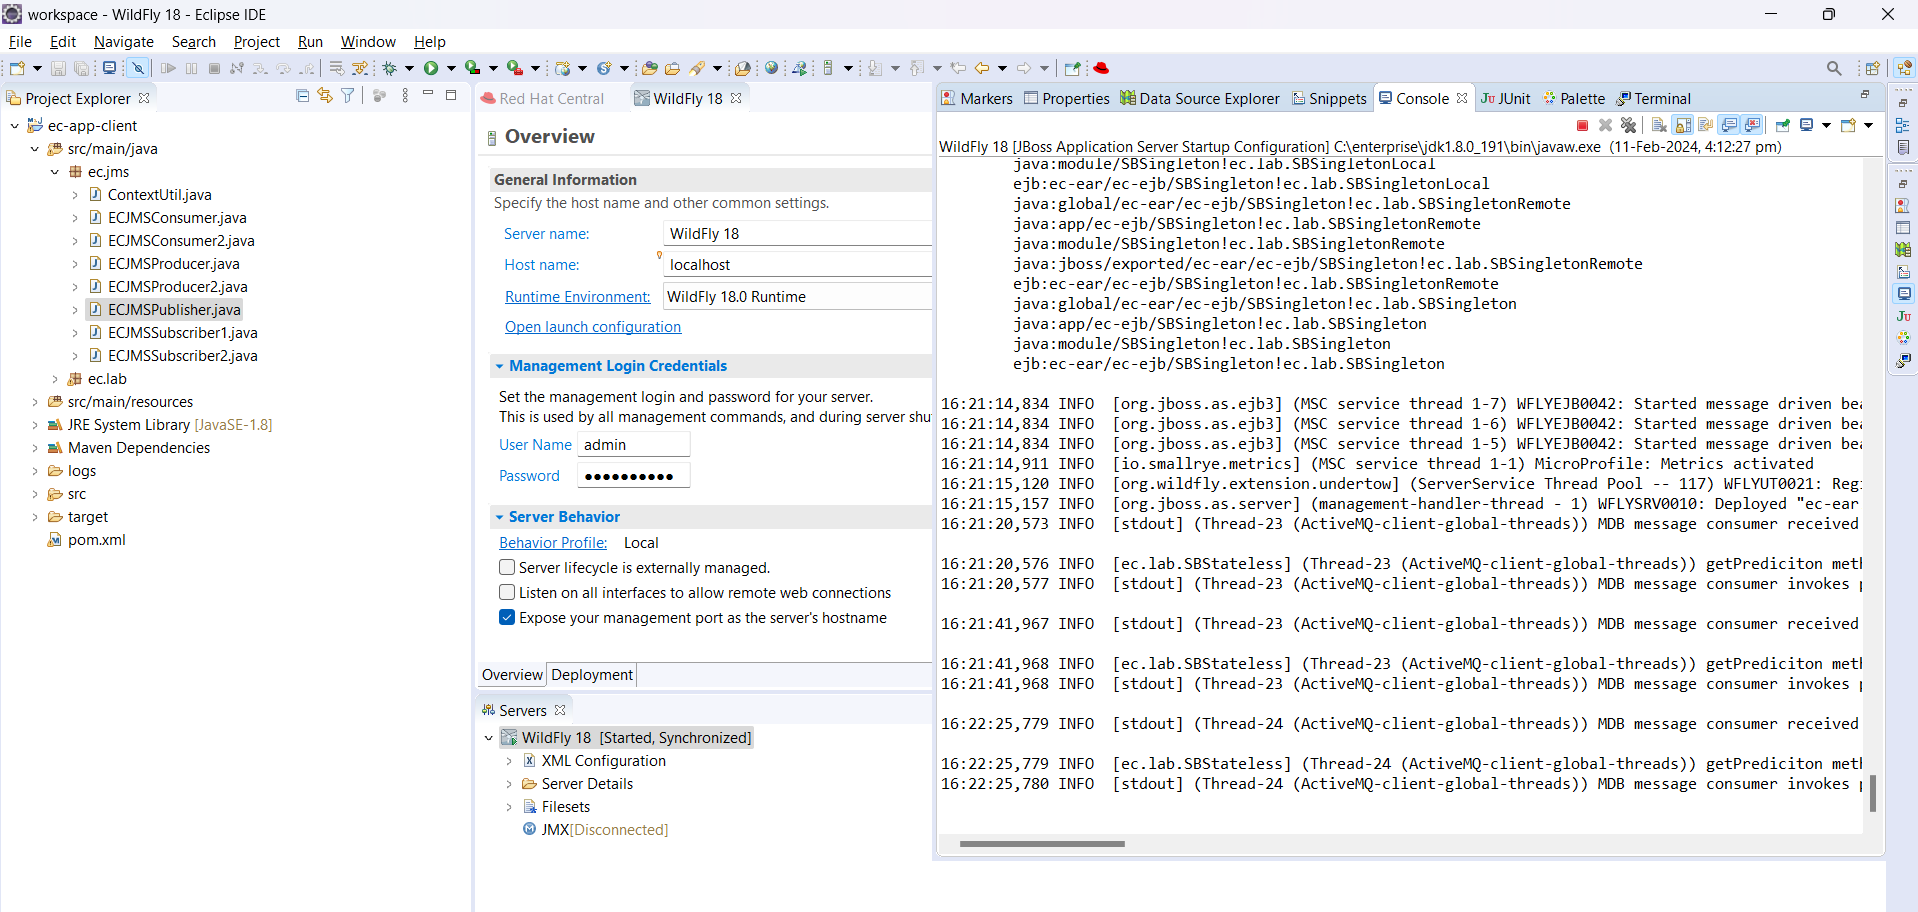 workspace - WildFly 18 - Eclipse IDE
File Edit Navigate Search Project Run Window Help
Project Explorer
ec-app-client
src/main/java
ec.jms
ContextUtil.java
ECJMSConsumer.java
ECJMSConsumer2.java
ECJMSProducer.java
ECJMSProducer2.java
ECJMSPublisher.java
ECJMSSubscriber1.java
ECJMSSubscriber2.java
ec.lab
src/main/resources
JRE System Library [JavaSE-1.8]
Maven Dependencies
logs
src
target
pom.xml
Red Hat Central WildFly 18
Overview
General Information
Specify the host name and other common settings.
Server name: WildFly 18
Host name: localhost
Runtime Environment: WildFly 18.0 Runtime
Open launch configuration
Management Login Credentials
Set the management login and password for your server.
This is used by all management commands, and during server shu
User Name admin
Password ●●●●●●●●●●
Server Behavior
Behavior Profile: Local
Server lifecycle is externally managed.
Listen on all interfaces to allow remote web connections
Expose your management port as the server's hostname
Overview Deployment
Servers
WildFly 18 [Started, Synchronized]
XML Configuration
Server Details
Filesets
JMX[Disconnected]
Markers Properties Data Source Explorer Snippets Console JUnit Palette Terminal
WildFly 18 [JBoss Application Server Startup Configuration] C:\enterprise\jdk1.8.0_191\bin\javaw.exe (11-Feb-2024, 4:12:27 pm)
java:module/SBSingleton!ec.lab.SBSingletonLocal
ejb:ec-ear/ec-ejb/SBSingleton!ec.lab.SBSingletonLocal
java:global/ec-ear/ec-ejb/SBSingleton!ec.lab.SBSingletonRemote
java:app/ec-ejb/SBSingleton!ec.lab.SBSingletonRemote
java:module/SBSingleton!ec.lab.SBSingletonRemote
java:jboss/exported/ec-ear/ec-ejb/SBSingleton!ec.lab.SBSingletonRemote
ejb:ec-ear/ec-ejb/SBSingleton!ec.lab.SBSingletonRemote
java:global/ec-ear/ec-ejb/SBSingleton!ec.lab.SBSingleton
java:app/ec-ejb/SBSingleton!ec.lab.SBSingleton
java:module/SBSingleton!ec.lab.SBSingleton
ejb:ec-ear/ec-ejb/SBSingleton!ec.lab.SBSingleton
16:21:14,834 INFO [org.jboss.as.ejb3] (MSC service thread 1-7) WFLYEJB0042: Started message driven bea
16:21:14,834 INFO [org.jboss.as.ejb3] (MSC service thread 1-6) WFLYEJB0042: Started message driven bea
16:21:14,834 INFO [org.jboss.as.ejb3] (MSC service thread 1-5) WFLYEJB0042: Started message driven bea
16:21:14,911 INFO [io.smallrye.metrics] (MSC service thread 1-1) MicroProfile: Metrics activated
16:21:15,120 INFO [org.wildfly.extension.undertow] (ServerService Thread Pool -- 117) WFLYUT0021: Reg
16:21:15,157 INFO [org.jboss.as.server] (management-handler-thread - 1) WFLYSRV0010: Deployed "ec-ear
16:21:20,573 INFO [stdout] (Thread-23 (ActiveMQ-client-global-threads)) MDB message consumer received
16:21:20,576 INFO [ec.lab.SBStateless] (Thread-23 (ActiveMQ-client-global-threads)) getPrediciton meth
16:21:20,577 INFO [stdout] (Thread-23 (ActiveMQ-client-global-threads)) MDB message consumer invokes p
16:21:41,967 INFO [stdout] (Thread-23 (ActiveMQ-client-global-threads)) MDB message consumer received
16:21:41,968 INFO [ec.lab.SBStateless] (Thread-23 (ActiveMQ-client-global-threads)) getPrediciton meth
16:21:41,968 INFO [stdout] (Thread-23 (ActiveMQ-client-global-threads)) MDB message consumer invokes p
16:22:25,779 INFO [stdout] (Thread-24 (ActiveMQ-client-global-threads)) MDB message consumer received
16:22:25,779 INFO [ec.lab.SBStateless] (Thread-24 (ActiveMQ-client-global-threads)) getPrediciton meth
16:22:25,780 INFO [stdout] (Thread-24 (ActiveMQ-client-global-threads)) MDB message consumer invokes p